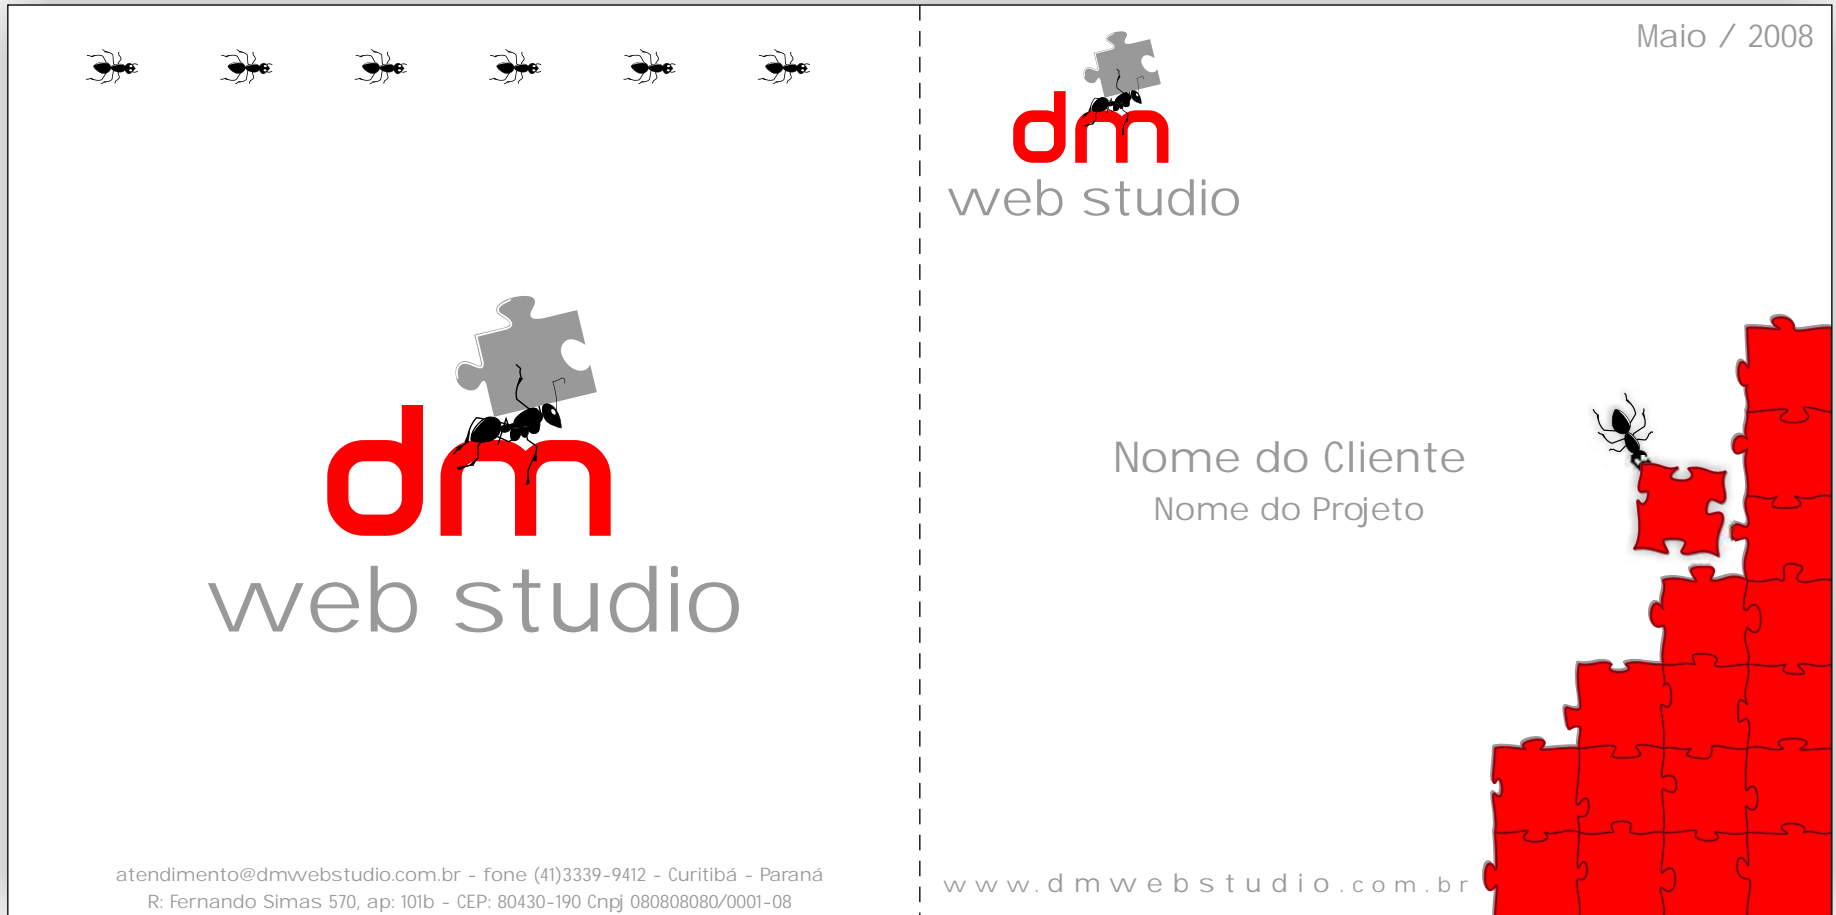 dm
web studio
atendimento@dmwebstudio.com.br - fone (41)3339-9412 - Curitibá - Paraná
R: Fernando Simas 570, ap: 101b - CEP: 80430-190 Cnpj 080808080/0001-08
Maio / 2008
dm
web studio
Nome do Cliente
Nome do Projeto
www.dmwebstudio.com.br